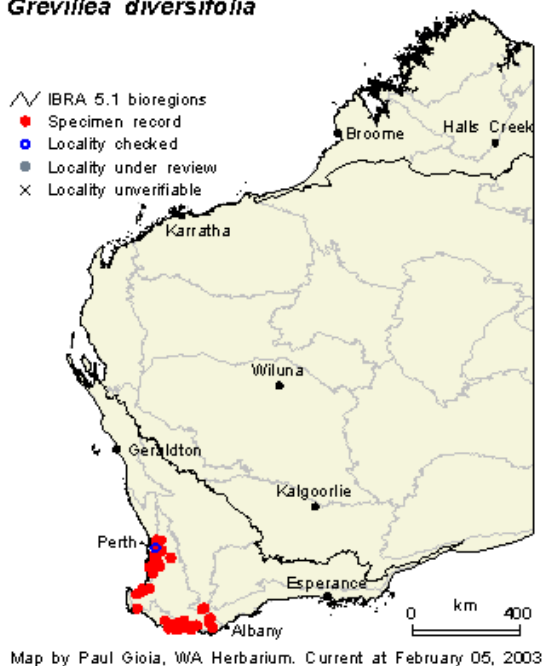 Grevillea diversifolia
IBRA 5.1 bioregions
Specimen record
Locality checked
Locality under review
Locality unverifiable
Broome
Halls Creek
Karratha
Wiluna
Geraldton
Kalgoorlie
Perth
Esperance
Albany
km
0 400
Map by Paul Gioia, WA Herbarium. Current at February 05, 2003